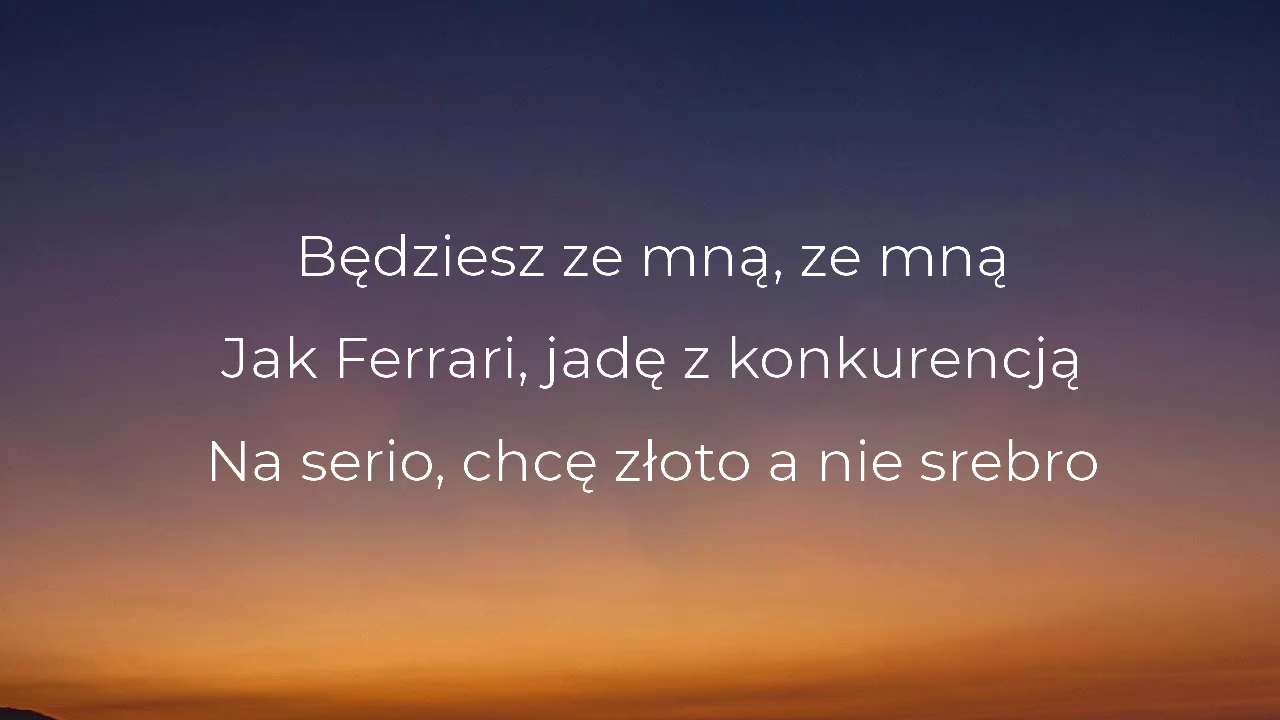 Będziesz ze mną, ze mną
Jak Ferrari, jadę z konkurencją
Na serio, chcę złoto a nie srebro